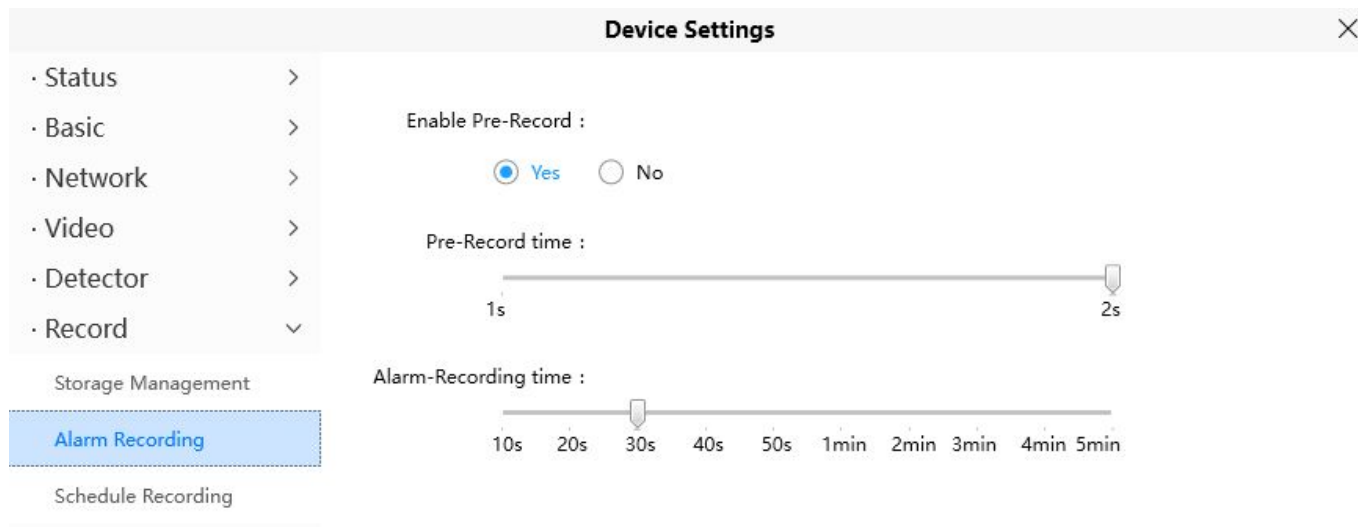 Device Settings
· Status
· Basic
· Network
· Video
· Detector
· Record
Storage Management
Alarm Recording
Schedule Recording
Enable Pre-Record :
Yes No
Pre-Record time :
1s 2s
Alarm-Recording time :
10s 20s 30s 40s 50s 1min 2min 3min 4min 5min